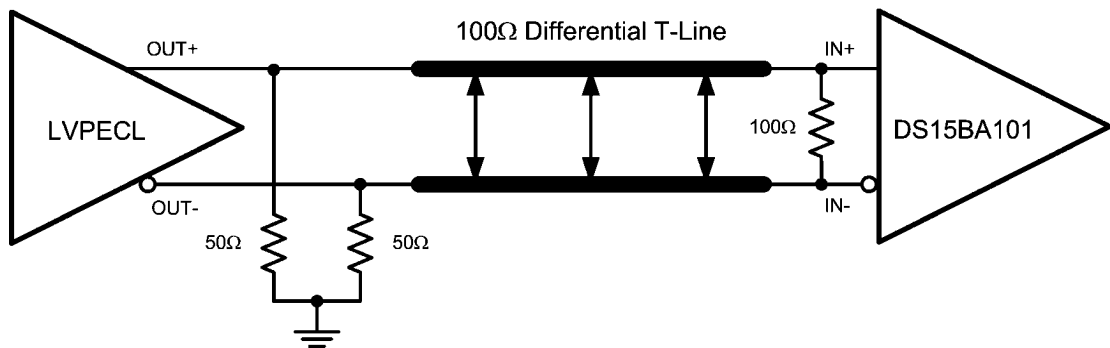 100Ω Differential T-Line
OUT+
IN+
LVPECL
100Ω
DS15BA101
OUT-
IN-
50Ω
50Ω